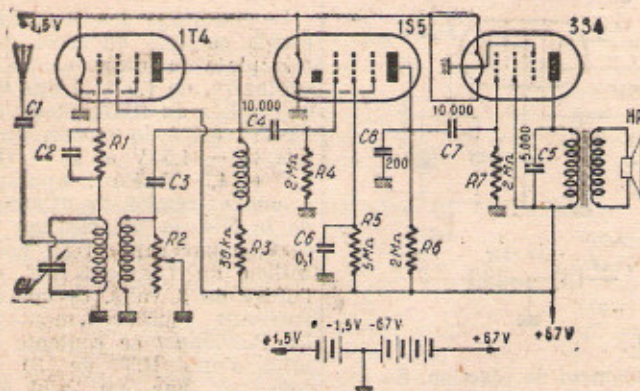 1,5V
1T4
1S5
3S4
C1
C2
R1
C3
R2
CV
10.000
C4
R3
30kΩ
R4
2MΩ
C6
0,1
R5
5MΩ
C8
200
R6
2MΩ
10.000
C7
R7
2MΩ
C5
5.000
HP
+67V
-1,5V -67V
+1,5V
+67V